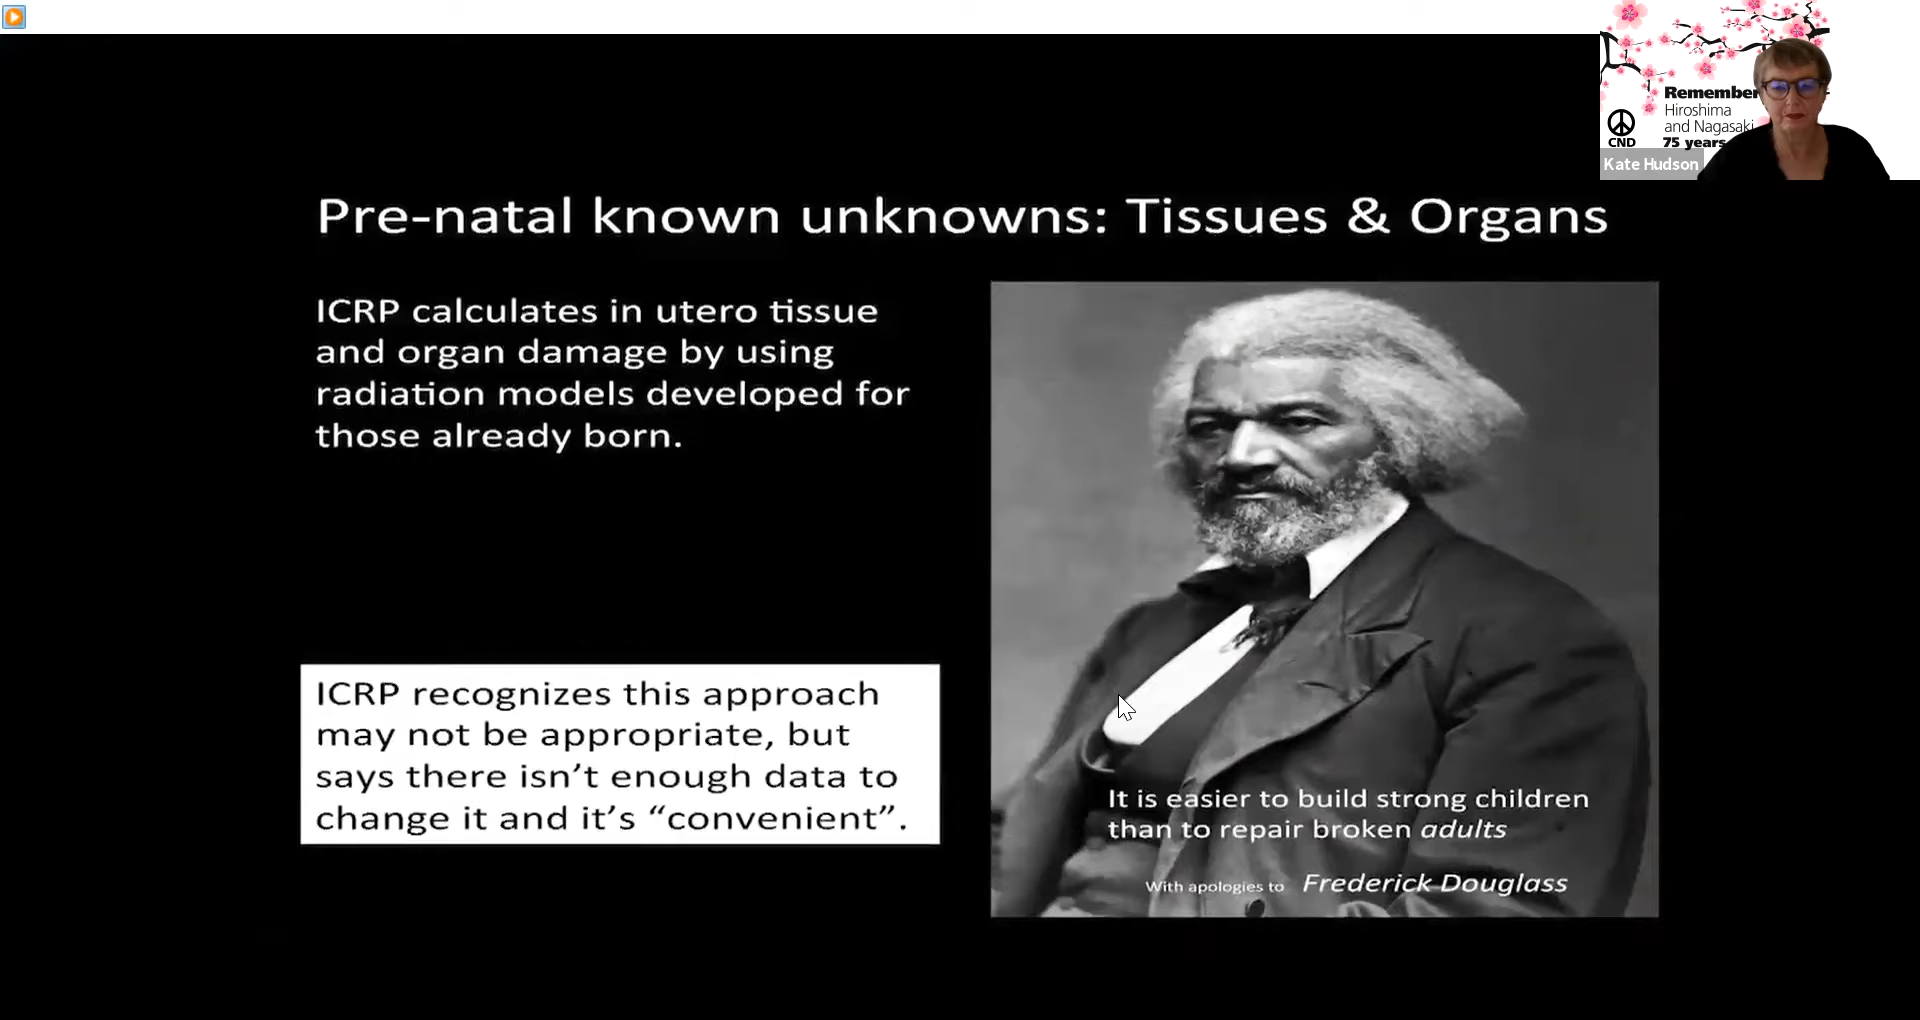 Remember
Hiroshima
and Nagasaki
75 years
CND
Kate Hudson
Pre-natal known unknowns: Tissues & Organs
ICRP calculates in utero tissue
and organ damage by using
radiation models developed for
those already born.
ICRP recognizes this approach
may not be appropriate, but
says there isn’t enough data to
change it and it’s “convenient”.
It is easier to build strong children
than to repair broken adults
With apologies to Frederick Douglass